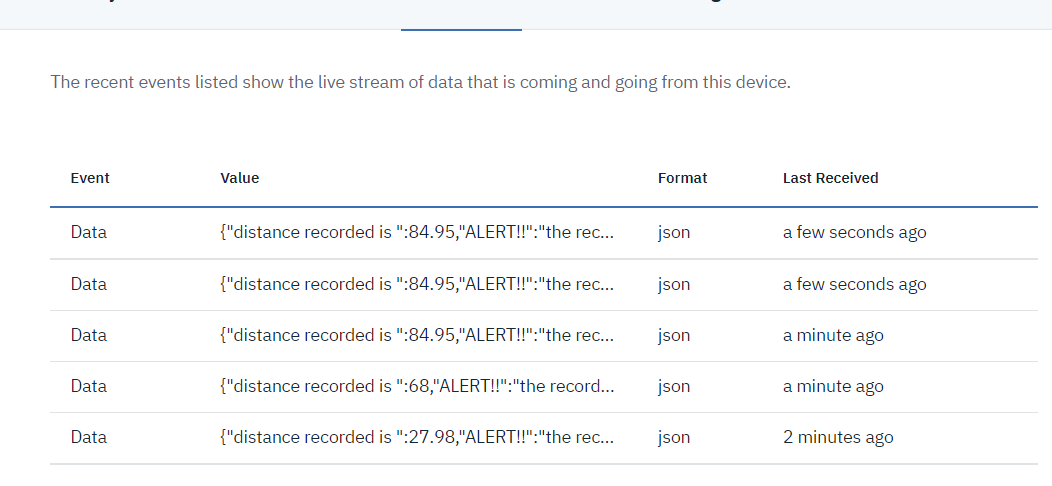 The recent events listed show the live stream of data that is coming and going from this device.
Event Value Format Last Received
Data {"distance recorded is ":84.95,"ALERT!!":"the rec... json a few seconds ago
Data {"distance recorded is ":84.95,"ALERT!!":"the rec... json a few seconds ago
Data {"distance recorded is ":84.95,"ALERT!!":"the rec... json a minute ago
Data {"distance recorded is ":68,"ALERT!!":"the record... json a minute ago
Data {"distance recorded is ":27.98,"ALERT!!":"the rec... json 2 minutes ago